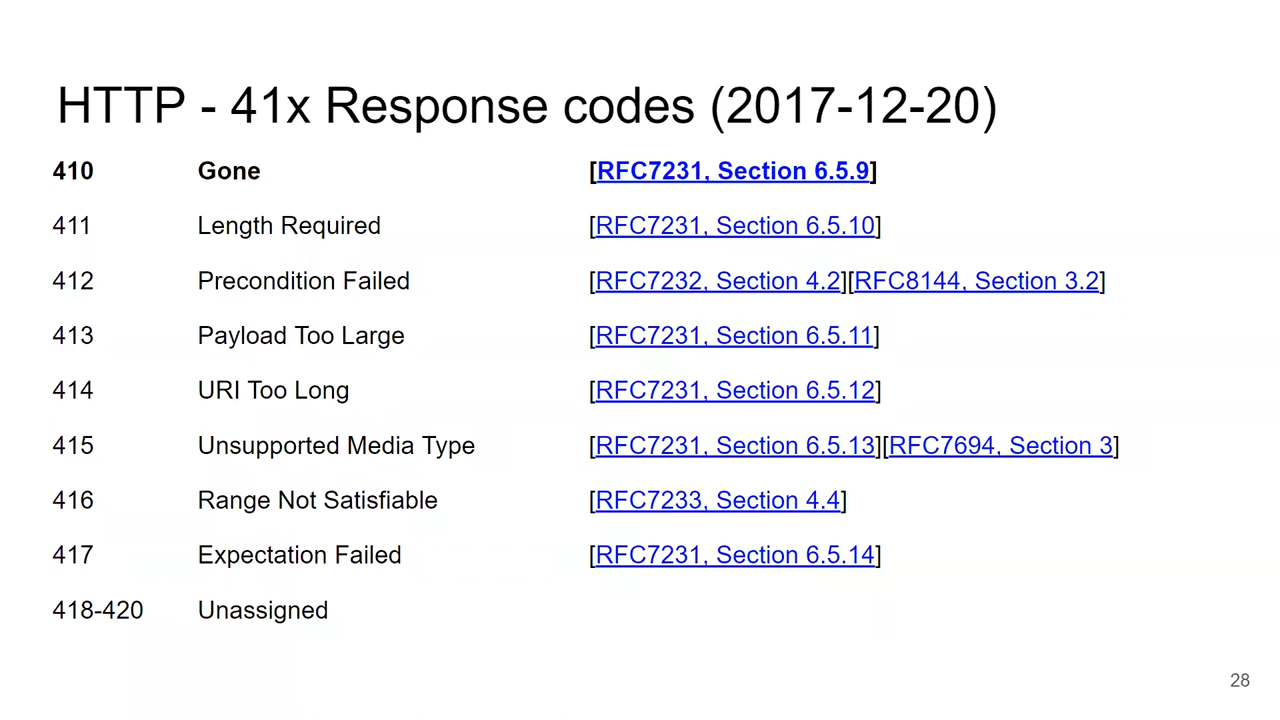 HTTP - 41x Response codes (2017-12-20)
410 Gone [RFC7231, Section 6.5.9]
411 Length Required [RFC7231, Section 6.5.10]
412 Precondition Failed [RFC7232, Section 4.2][RFC8144, Section 3.2]
413 Payload Too Large [RFC7231, Section 6.5.11]
414 URI Too Long [RFC7231, Section 6.5.12]
415 Unsupported Media Type [RFC7231, Section 6.5.13][RFC7694, Section 3]
416 Range Not Satisfiable [RFC7233, Section 4.4]
417 Expectation Failed [RFC7231, Section 6.5.14]
418-420 Unassigned
28